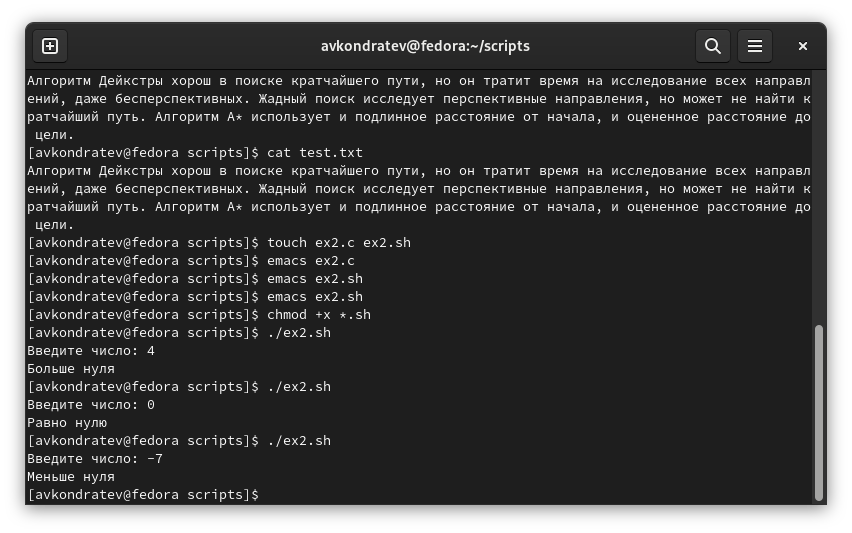 avkondratev@fedora:~/scripts
Алгоритм Дейкстры хорош в поиске кратчайшего пути, но он тратит время на исследование всех направл
ений, даже бесперспективных. Жадный поиск исследует перспективные направления, но может не найти к
ратчайший путь. Алгоритм A* использует и подлинное расстояние от начала, и оцененное расстояние до
 цели.
[avkondratev@fedora scripts]$ cat test.txt
Алгоритм Дейкстры хорош в поиске кратчайшего пути, но он тратит время на исследование всех направл
ений, даже бесперспективных. Жадный поиск исследует перспективные направления, но может не найти к
ратчайший путь. Алгоритм A* использует и подлинное расстояние от начала, и оцененное расстояние до
 цели.
[avkondratev@fedora scripts]$ touch ex2.c ex2.sh
[avkondratev@fedora scripts]$ emacs ex2.c
[avkondratev@fedora scripts]$ emacs ex2.sh
[avkondratev@fedora scripts]$ emacs ex2.sh
[avkondratev@fedora scripts]$ chmod +x *.sh
[avkondratev@fedora scripts]$ ./ex2.sh
Введите число: 4
Больше нуля
[avkondratev@fedora scripts]$ ./ex2.sh
Введите число: 0
Равно нулю
[avkondratev@fedora scripts]$ ./ex2.sh
Введите число: -7
Меньше нуля
[avkondratev@fedora scripts]$